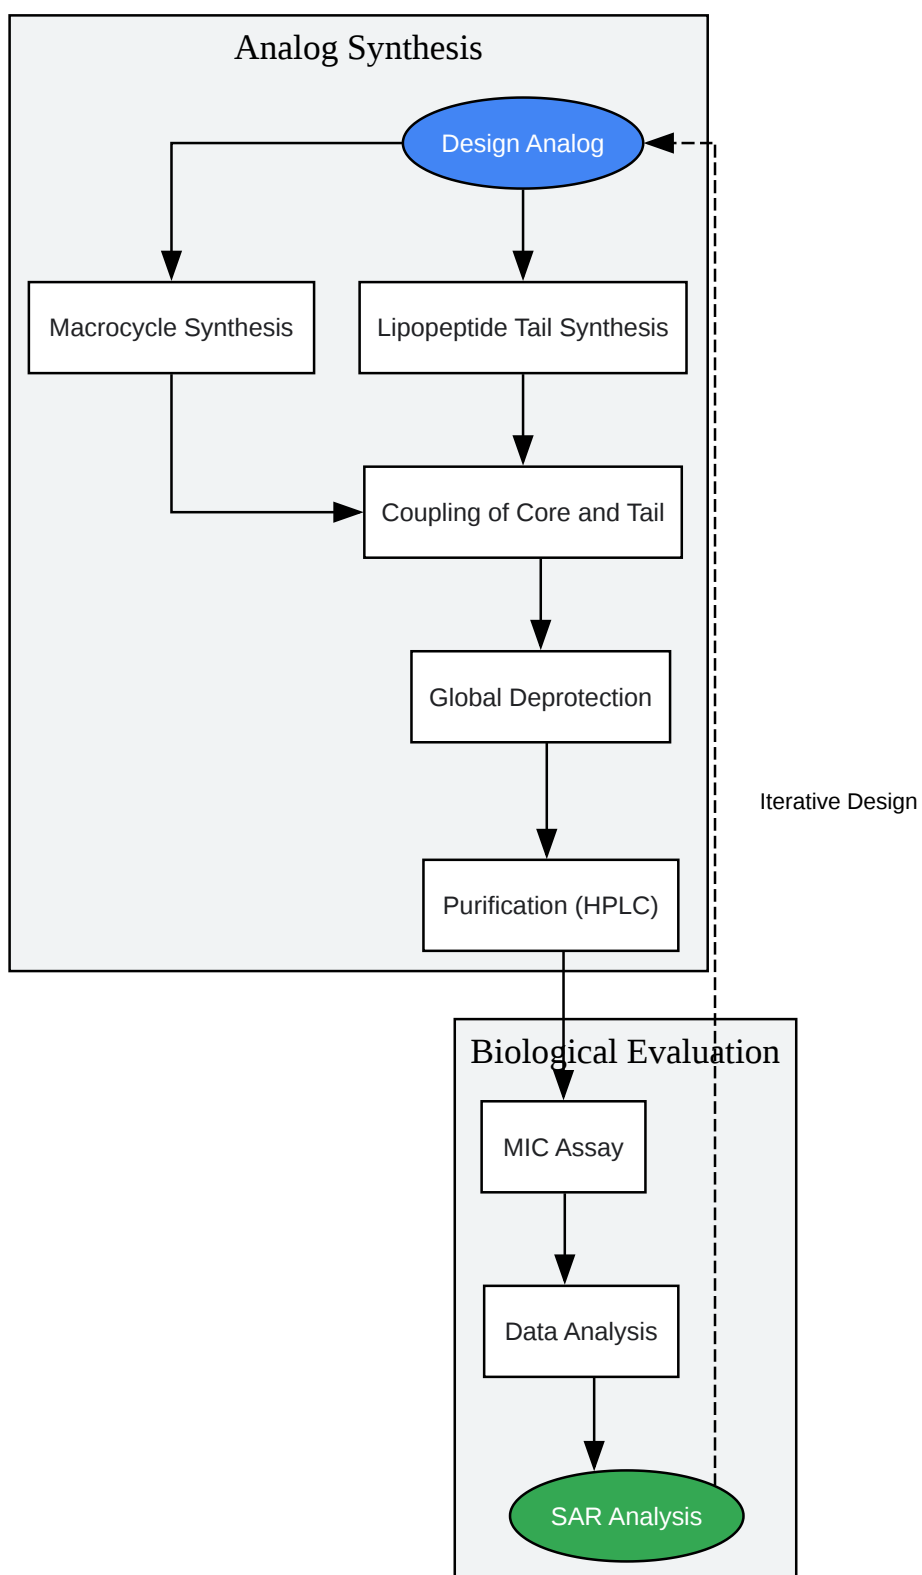 Analog Synthesis
Design Analog
Macrocycle Synthesis
Lipopeptide Tail Synthesis
Coupling of Core and Tail
Global Deprotection
Iterative Design
Purification (HPLC)
Biological Evaluation
MIC Assay
Data Analysis
SAR Analysis